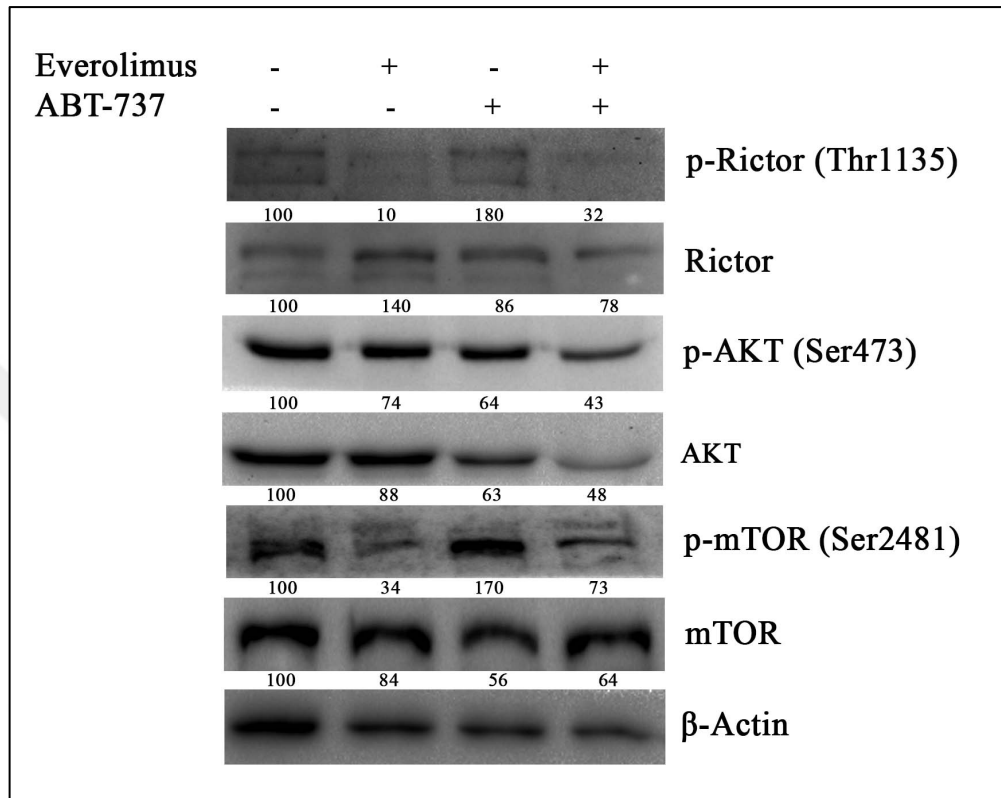 Everolimus - + - +
ABT-737 - - + +
p-Rictor (Thr1135)
100 10 180 32
Rictor
100 140 86 78
p-AKT (Ser473)
100 74 64 43
AKT
100 88 63 48
p-mTOR (Ser2481)
100 34 170 73
mTOR
100 84 56 64
β-Actin